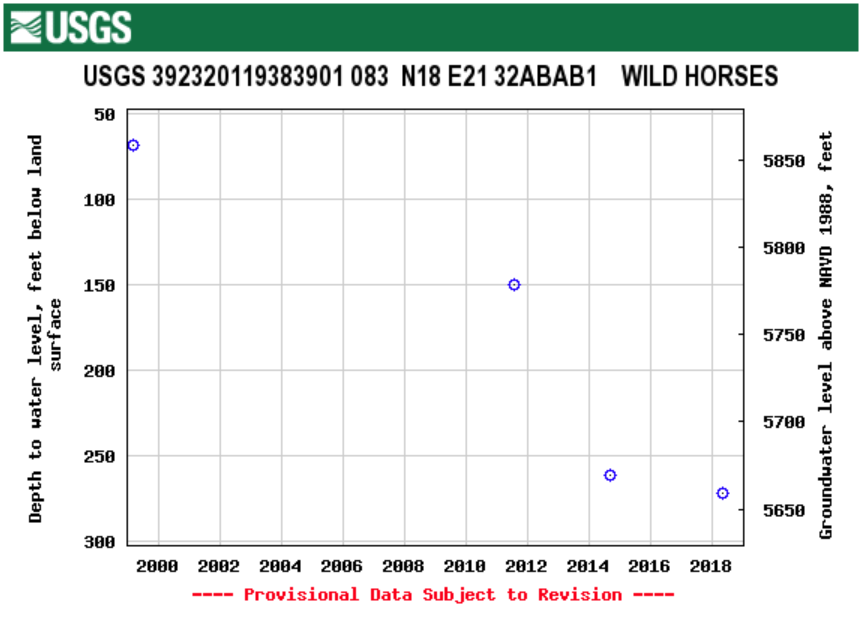 USGS
USGS 392320119383901 083 N18 E21 32ABAB1 WILD HORSES
Depth to water level, feet below land
surface
50
100
150
200
250
300
5850
5800
5750
5700
5650
Groundwater level above NAVD 1988, feet
2000 2002 2004 2006 2008 2010 2012 2014 2016 2018
---- Provisional Data Subject to Revision ----